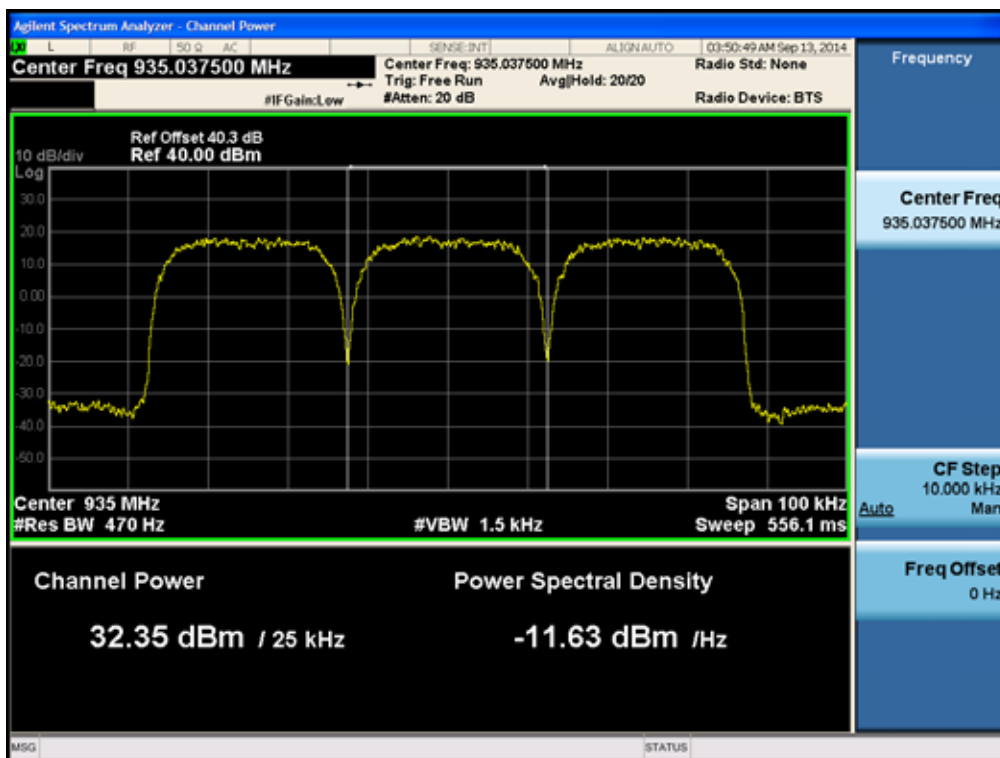 Agilent Spectrum Analyzer - Channel Power
LXI L RF 50 Ω AC SENSE:INT ALIGN AUTO 03:50:49 AM Sep 13, 2014
Center Freq 935.037500 MHz
Center Freq: 935.037500 MHz Radio Std: None
Trig: Free Run Avg|Hold: 20/20
#IFGain:Low #Atten: 20 dB Radio Device: BTS
Ref Offset 40.3 dB
10 dB/div Ref 40.00 dBm
Log
30.0
20.0
10.0
0.00
-10.0
-20.0
-30.0
-40.0
-50.0
Center 935 MHz Span 100 kHz
#Res BW 470 Hz #VBW 1.5 kHz Sweep 556.1 ms
Channel Power Power Spectral Density
32.35 dBm / 25 kHz -11.63 dBm /Hz
MSG STATUS
Frequency
Center Freq
935.037500 MHz
CF Step
10.000 kHz
Auto Man
Freq Offset
0 Hz